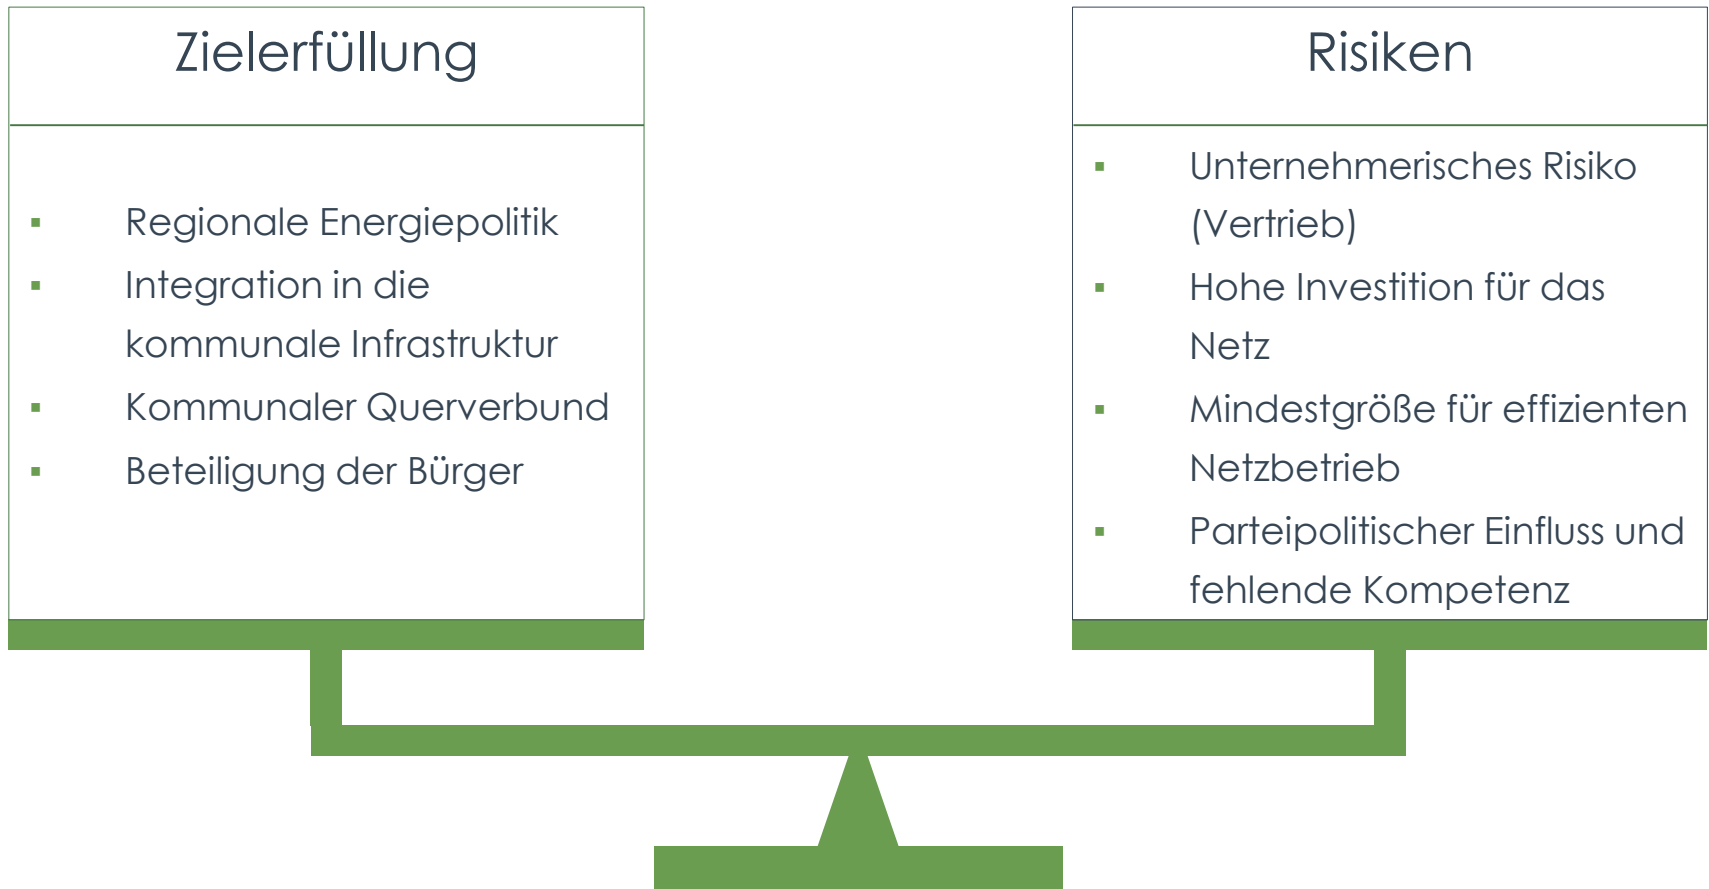 Zielerfüllung
▪ Regionale Energiepolitik
▪ Integration in die
kommunale Infrastruktur
▪ Kommunaler Querverbund
▪ Beteiligung der Bürger
Risiken
▪ Unternehmerisches Risiko
(Vertrieb)
▪ Hohe Investition für das
Netz
▪ Mindestgröße für effizienten
Netzbetrieb
▪ Parteipolitischer Einfluss und
fehlende Kompetenz